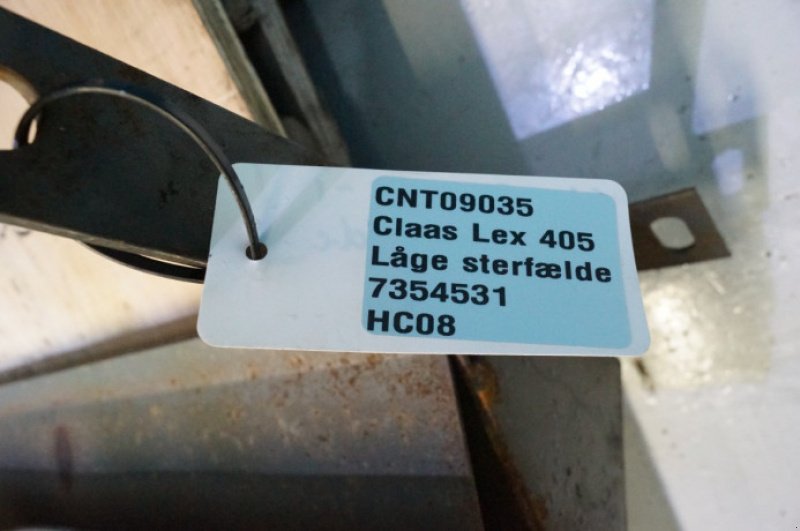 CNT09035
Claas Lex 405
Låge sterfælde
7354531
HC08